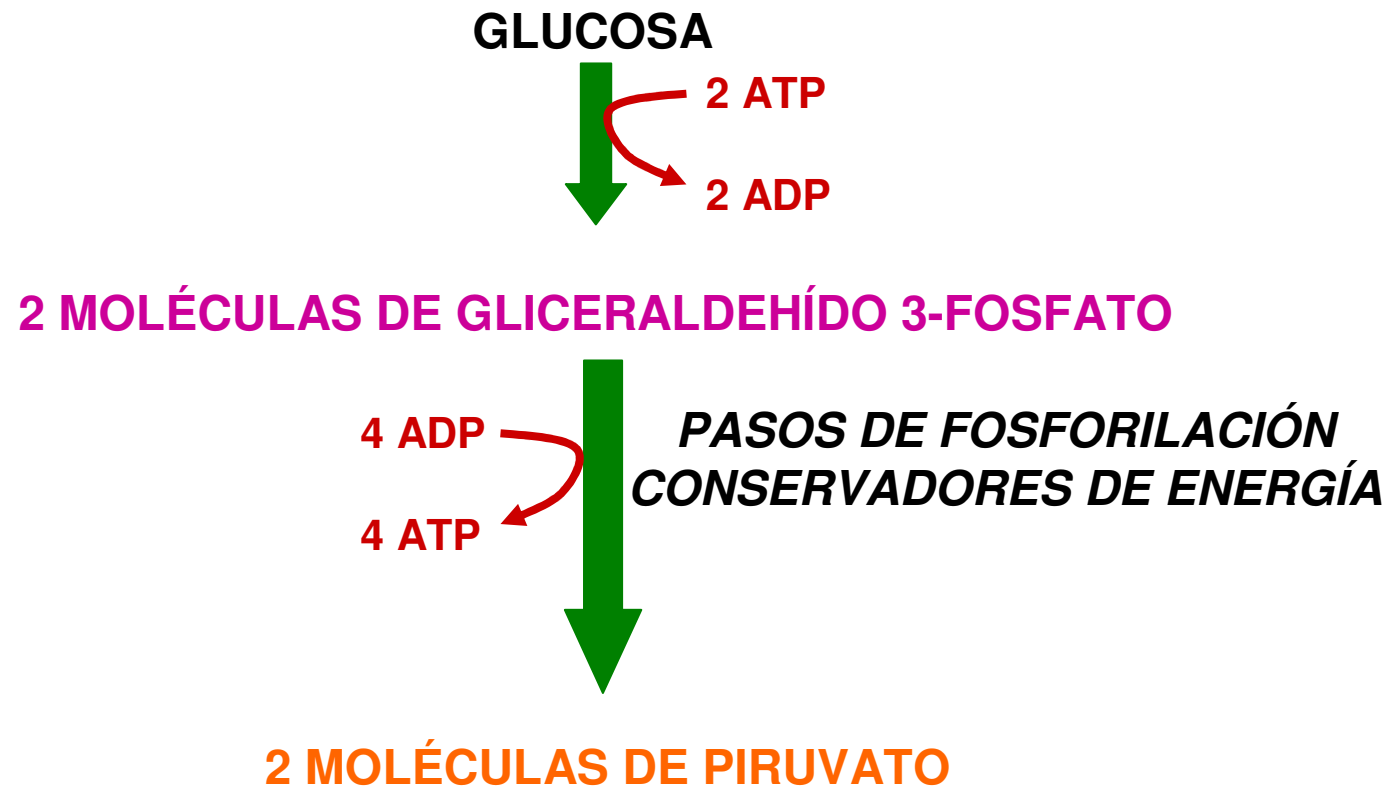 GLUCOSA
2 ATP
2 ADP
2 MOLÉCULAS DE GLICERALDEHÍDO 3-FOSFATO
4 ADP
4 ATP
PASOS DE FOSFORILACIÓN
CONSERVADORES DE ENERGÍA
2 MOLÉCULAS DE PIRUVATO